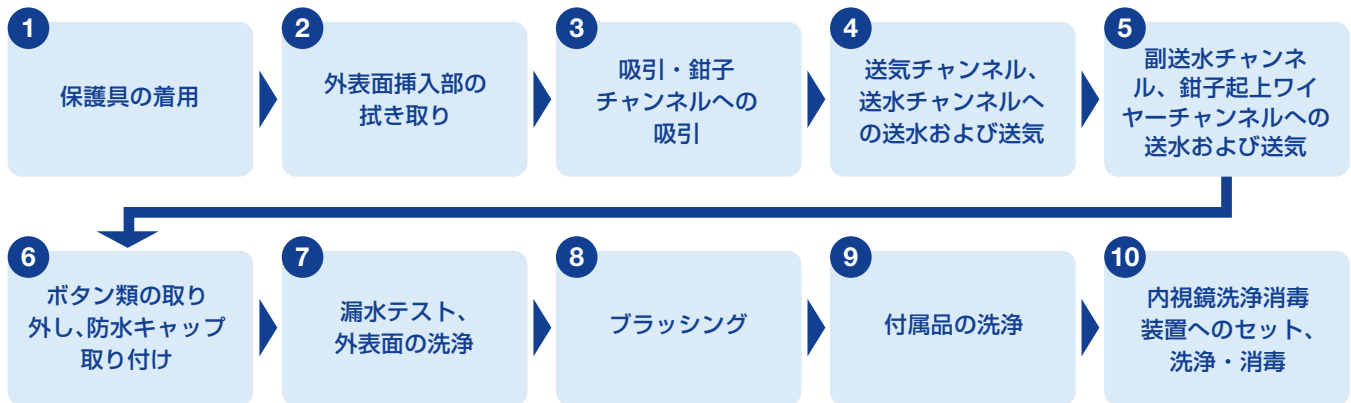 1
保護具の着用
2
外表面挿入部の
拭き取り
3
吸引・鉗子
チャンネルへの
吸引
4
送気チャンネル、
送水チャンネルへ
の送水および送気
5
副送水チャンネ
ル、鉗子起上ワイ
ヤーチャンネルへの
送水および送気
6
ボタン類の取り
外し、防水キャップ
取り付け
7
漏水テスト、
外表面の洗浄
8
ブラッシング
9
付属品の洗浄
10
内視鏡洗浄消毒
装置へのセット、
洗浄・消毒